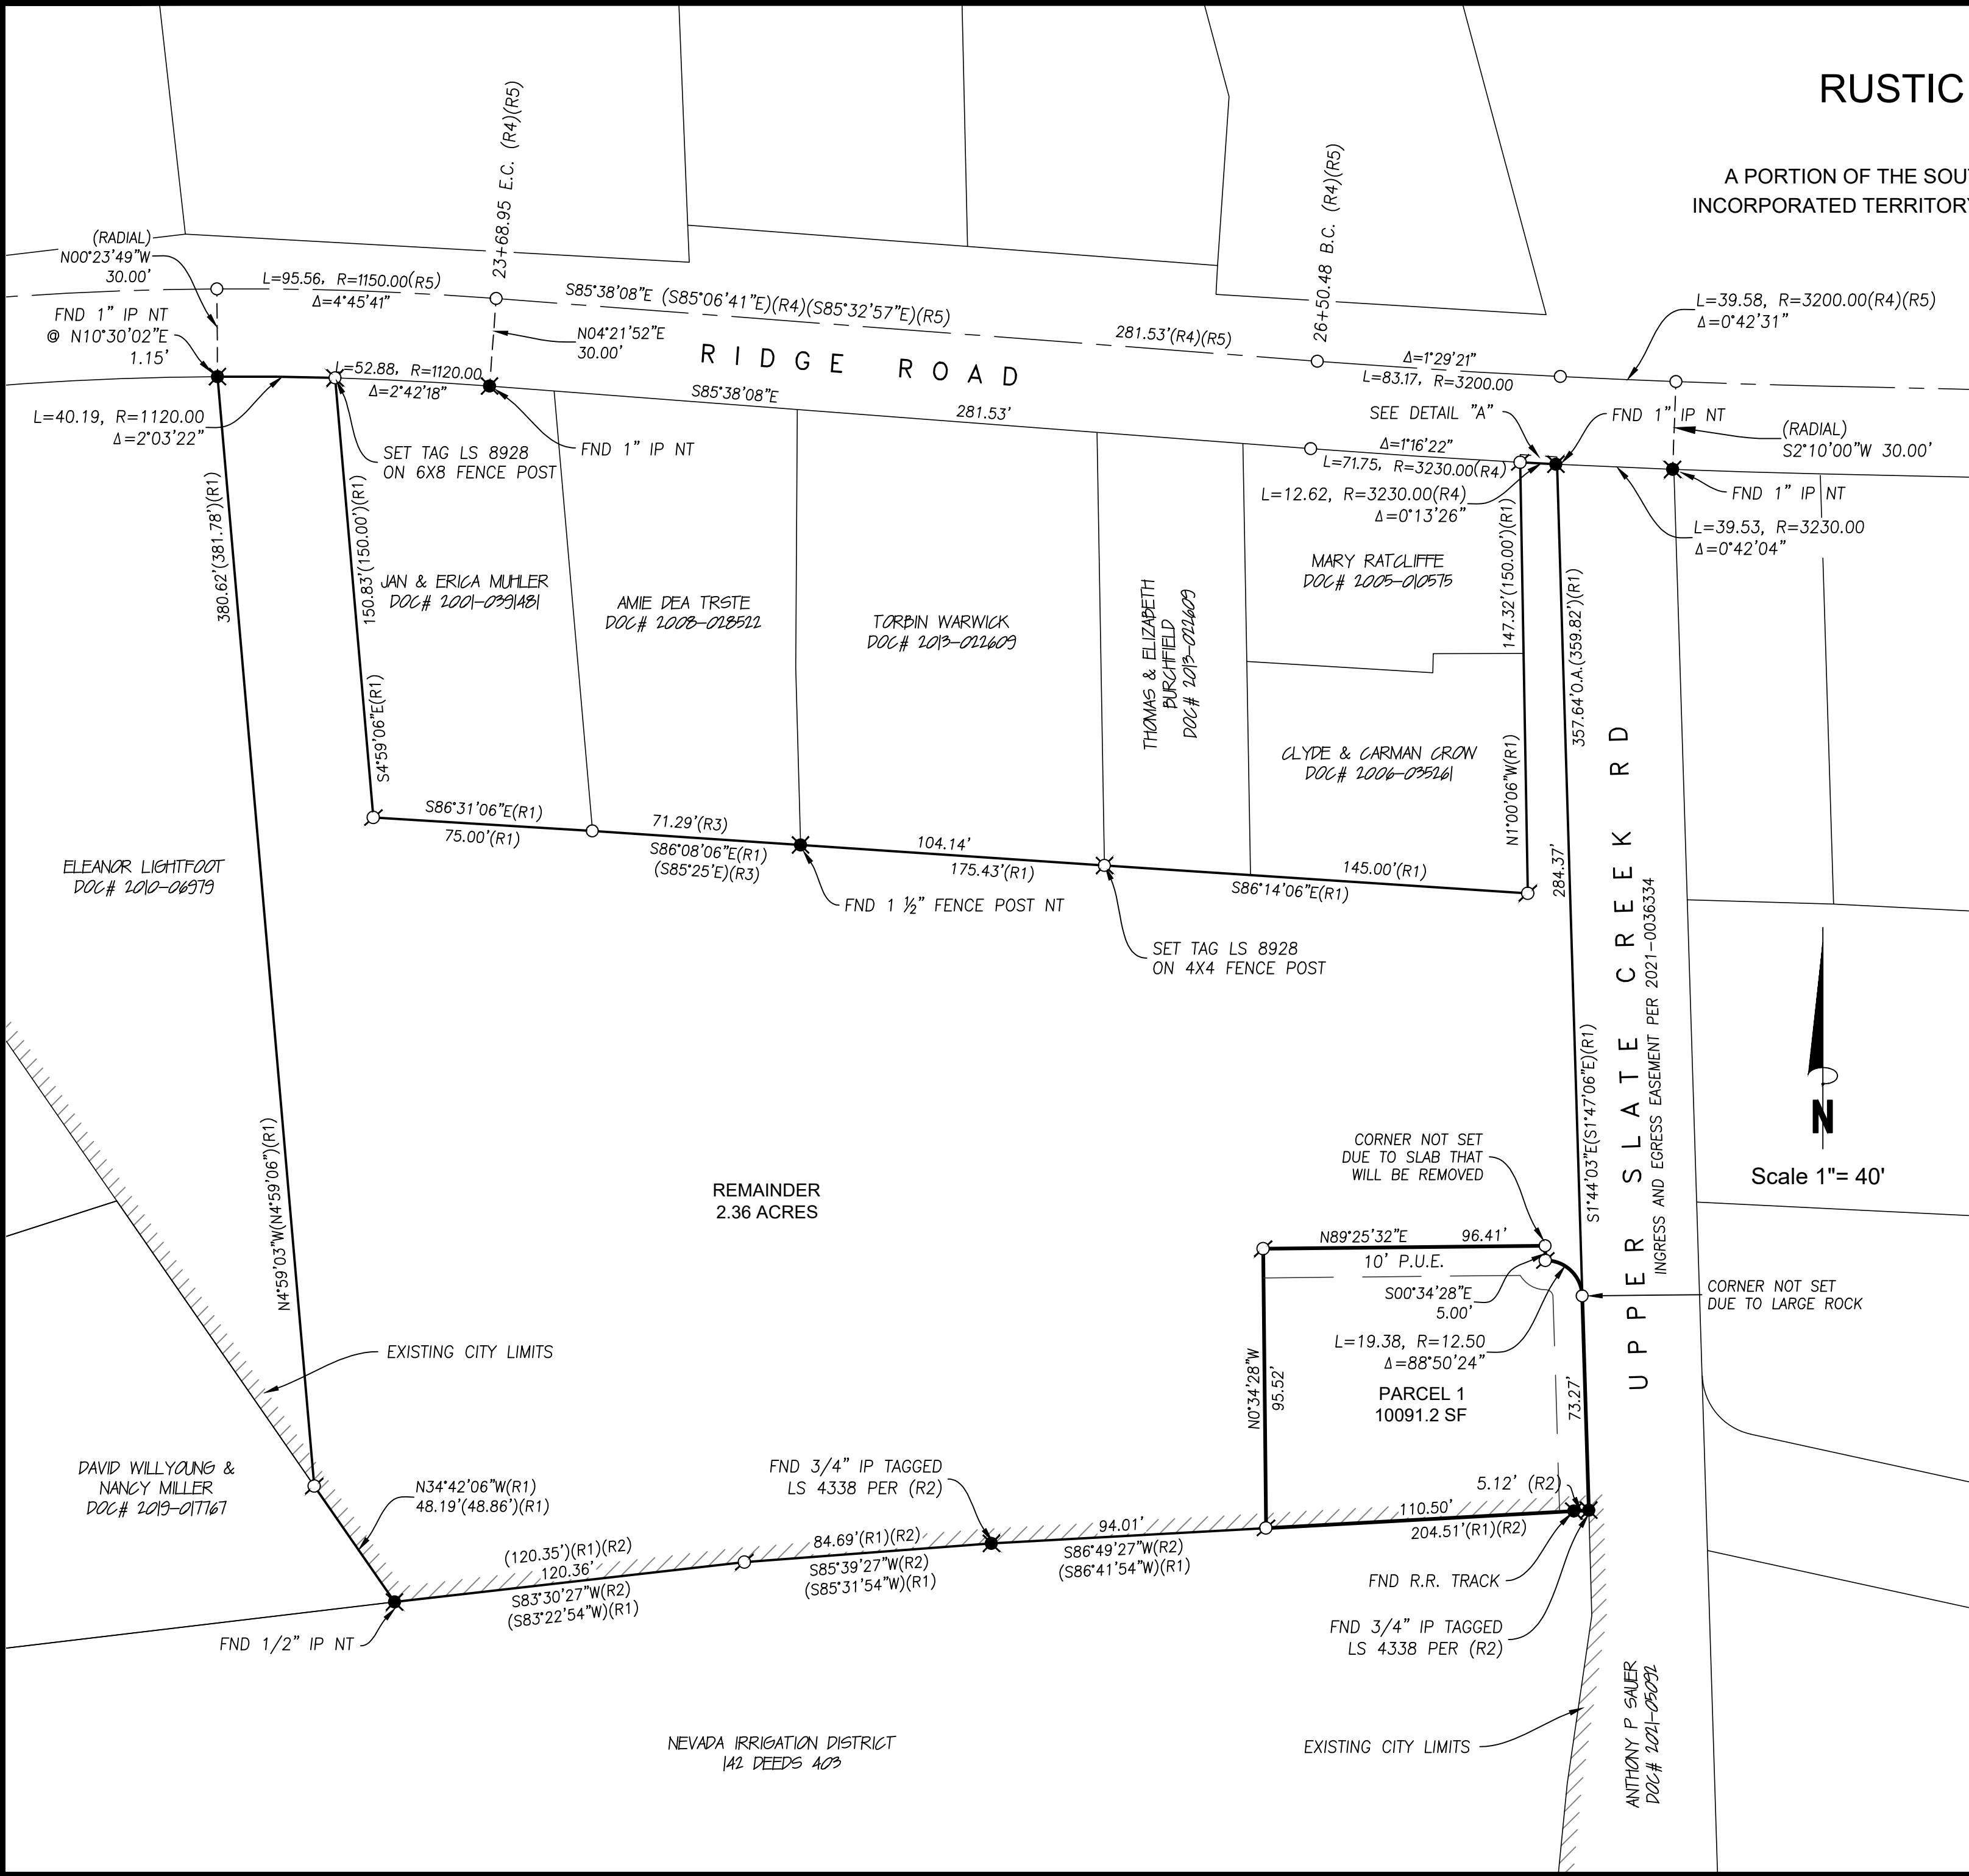 RUSTIC
A PORTION OF THE SOU
INCORPORATED TERRITORY
23+68.95 E.C. (R4)(R5)
26+50.48 B.C. (R4)(R5)
(RADIAL)
N00°23'49"W
30.00'
FND 1" IP NT
@ N10°30'02"E
1.15'
L=95.56, R=1150.00(R5)
Δ=4°45'41"
S85°38'08"E (S85°06'41"E)(R4)(S85°32'57"E)(R5)
281.53'(R4)(R5)
N04°21'52"E
30.00'
RIDGE ROAD
L=39.58, R=3200.00(R4)(R5)
Δ=0°42'31"
Δ=1°29'21"
L=83.17, R=3200.00
L=52.88, R=1120.00
Δ=2°42'18"
S85°38'08"E
281.53'
L=40.19, R=1120.00
Δ=2°03'22"
SET TAG LS 8928
ON 6X8 FENCE POST
FND 1" IP NT
SEE DETAIL "A"
FND 1" IP NT
(RADIAL)
S2°10'00"W 30.00'
Δ=1°16'22"
L=71.75, R=3230.00(R4)
L=12.62, R=3230.00(R4)
Δ=0°13'26"
FND 1" IP NT
L=39.53, R=3230.00
Δ=0°42'04"
380.62'(381.78')(R1)
150.83'(150.00')(R1)
S4°59'06"E(R1)
JAN & ERICA MUHLER
DOC# 2001-0391481
AMIE DEA TRSTE
DOC# 2008-028522
TORBIN WARWICK
DOC# 2013-022609
THOMAS & ELIZABETH
BURCHFIELD
DOC# 2013-022609
MARY RATCLIFFE
DOC# 2005-010575
CLYDE & CARMAN CROW
DOC# 2006-035261
147.32'(150.00')(R1)
N1°00'06"W(R1)
357.64'O.A.(359.82')(R1)
284.37'
S1°44'03"E(S1°47'06"E)(R1)
UPPER SLATE CREEK RD
INGRESS AND EGRESS EASEMENT PER 2021-0036334
S86°31'06"E(R1)
75.00'(R1)
71.29'(R3)
S86°08'06"E(R1)
(S85°25'E)(R3)
104.14'
175.43'(R1)
145.00'(R1)
S86°14'06"E(R1)
ELEANOR LIGHTFOOT
DOC# 2010-06979
FND 1 ½" FENCE POST NT
SET TAG LS 8928
ON 4X4 FENCE POST
N4°59'03"W(N4°59'06")(R1)
N
Scale 1"= 40'
REMAINDER
2.36 ACRES
CORNER NOT SET
DUE TO SLAB THAT
WILL BE REMOVED
N89°25'32"E
96.41'
10' P.U.E.
S00°34'28"E
5.00'
CORNER NOT SET
DUE TO LARGE ROCK
L=19.38, R=12.50
Δ=88°50'24"
N0°34'28"W
95.52'
PARCEL 1
10091.2 SF
73.27'
EXISTING CITY LIMITS
DAVID WILLYOUNG &
NANCY MILLER
DOC# 2019-017767
N34°42'06"W(R1)
48.19'(48.86')(R1)
FND 3/4" IP TAGGED
LS 4338 PER (R2)
5.12' (R2)
110.50'
204.51'(R1)(R2)
94.01'
S86°49'27"W(R2)
(S86°41'54"W)(R1)
84.69'(R1)(R2)
S85°39'27"W(R2)
(S85°31'54"W)(R1)
(120.35')(R1)(R2)
120.36'
S83°30'27"W(R2)
(S83°22'54"W)(R1)
FND 1/2" IP NT
FND R.R. TRACK
FND 3/4" IP TAGGED
LS 4338 PER (R2)
ANTHONY P SAUER
DOC# 2021-05092
EXISTING CITY LIMITS
NEVADA IRRIGATION DISTRICT
142 DEEDS 403